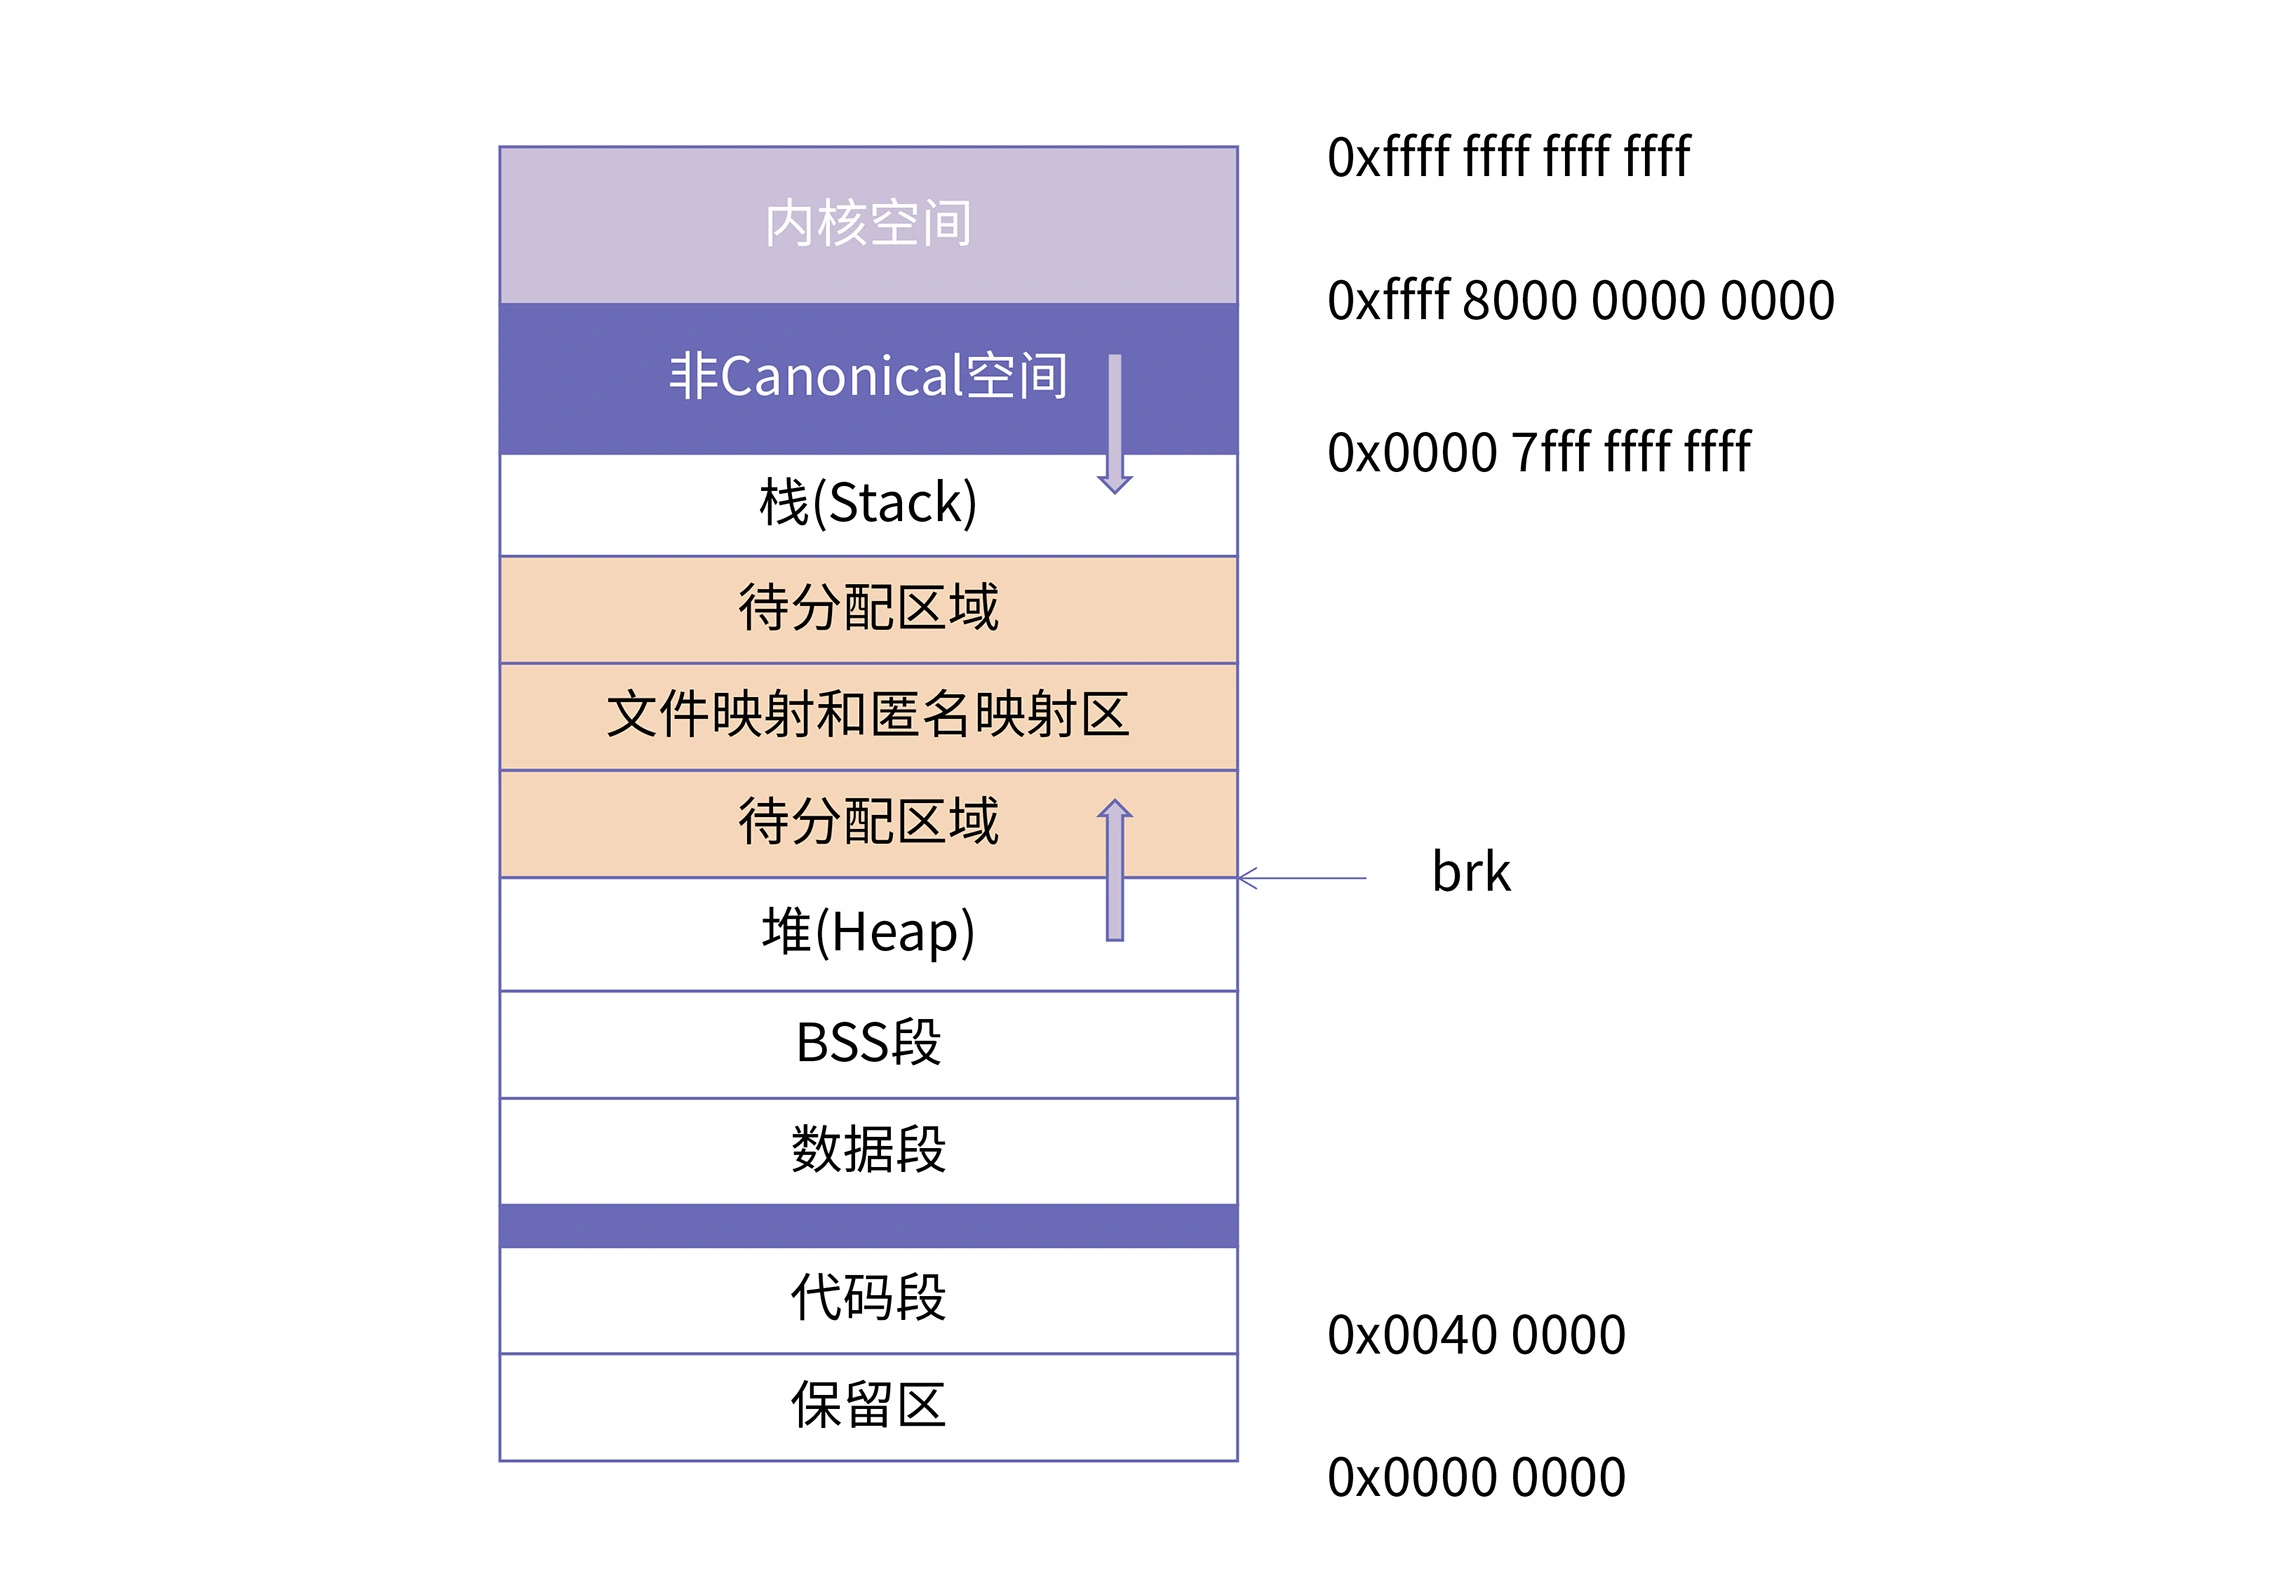 0xffff ffff ffff ffff
内核空间
0xffff 8000 0000 0000
非Canonical空间
0x0000 7fff ffff ffff
栈(Stack)
待分配区域
文件映射和匿名映射区
待分配区域
brk
堆(Heap)
BSS段
数据段
代码段
0x0040 0000
保留区
0x0000 0000